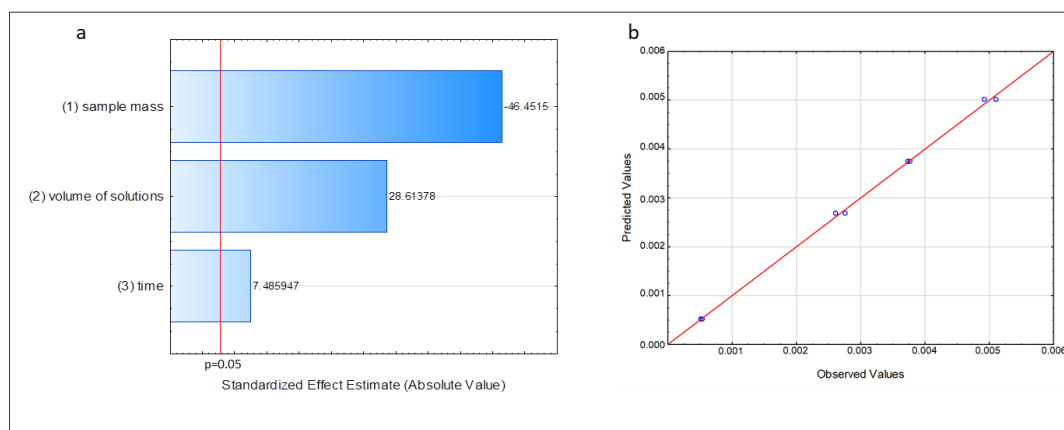 a
(1) sample mass
-46.4515
(2) volume of solutions
28.61378
(3) time
7.485947
p=0.05
Standardized Effect Estimate (Absolute Value)
b
0.006
0.005
0.004
0.003
0.002
0.001
0.000
Predicted Values
0.001 0.002 0.003 0.004 0.005 0.006
Observed Values